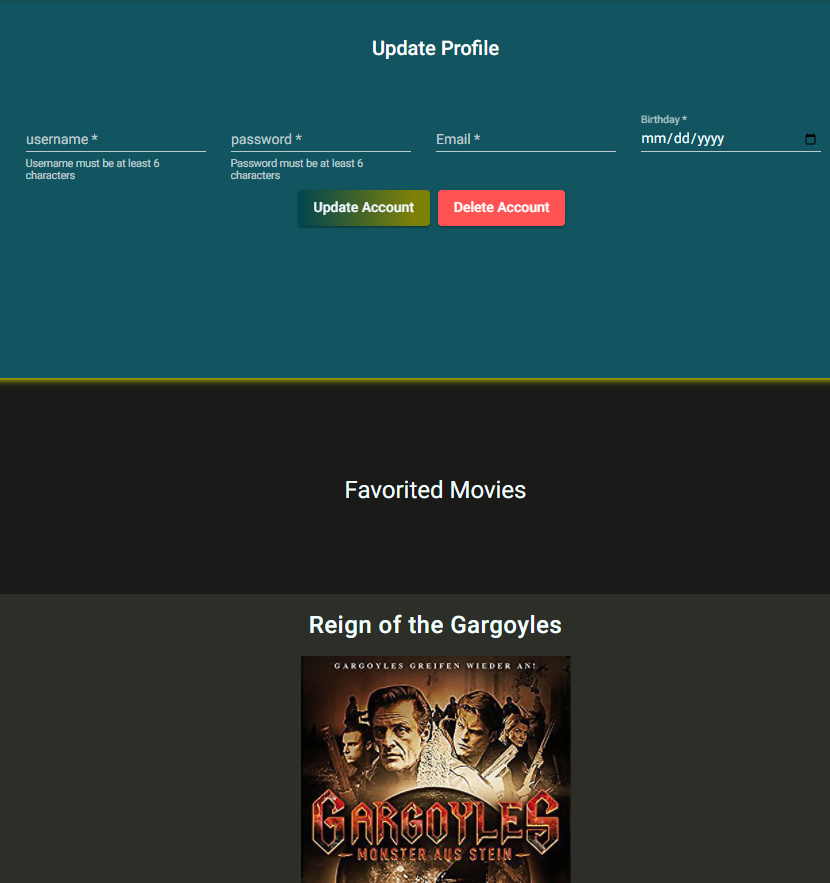 Update Profile
Birthday *
username *
password *
Email *
mm/dd/yyyy
Username must be at least 6
characters
Password must be at least 6
characters
Update Account
Delete Account
Favorited Movies
Reign of the Gargoyles
GARGOYLES GREIFEN WIEDER AN!
GARGOYLES
MONSTER AUS STEIN